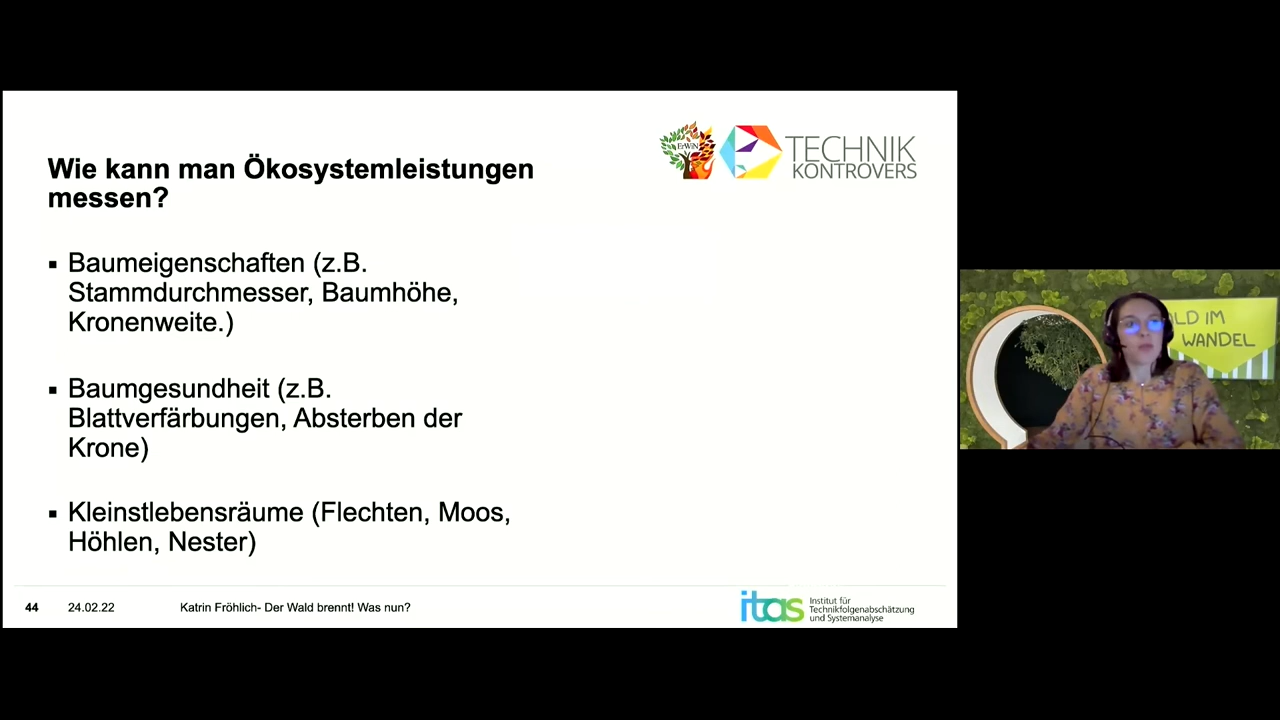 ErWiN
TECHNIK
KONTROVERS
Wie kann man Ökosystemleistungen
messen?
▪ Baumeigenschaften (z.B.
Stammdurchmesser, Baumhöhe,
Kronenweite.)
▪ Baumgesundheit (z.B.
Blattverfärbungen, Absterben der
Krone)
▪ Kleinstlebensräume (Flechten, Moos,
Höhlen, Nester)
44 24.02.22 Katrin Fröhlich- Der Wald brennt! Was nun?
itas Institut für
Technikfolgenabschätzung
und Systemanalyse
LD IM
WANDEL